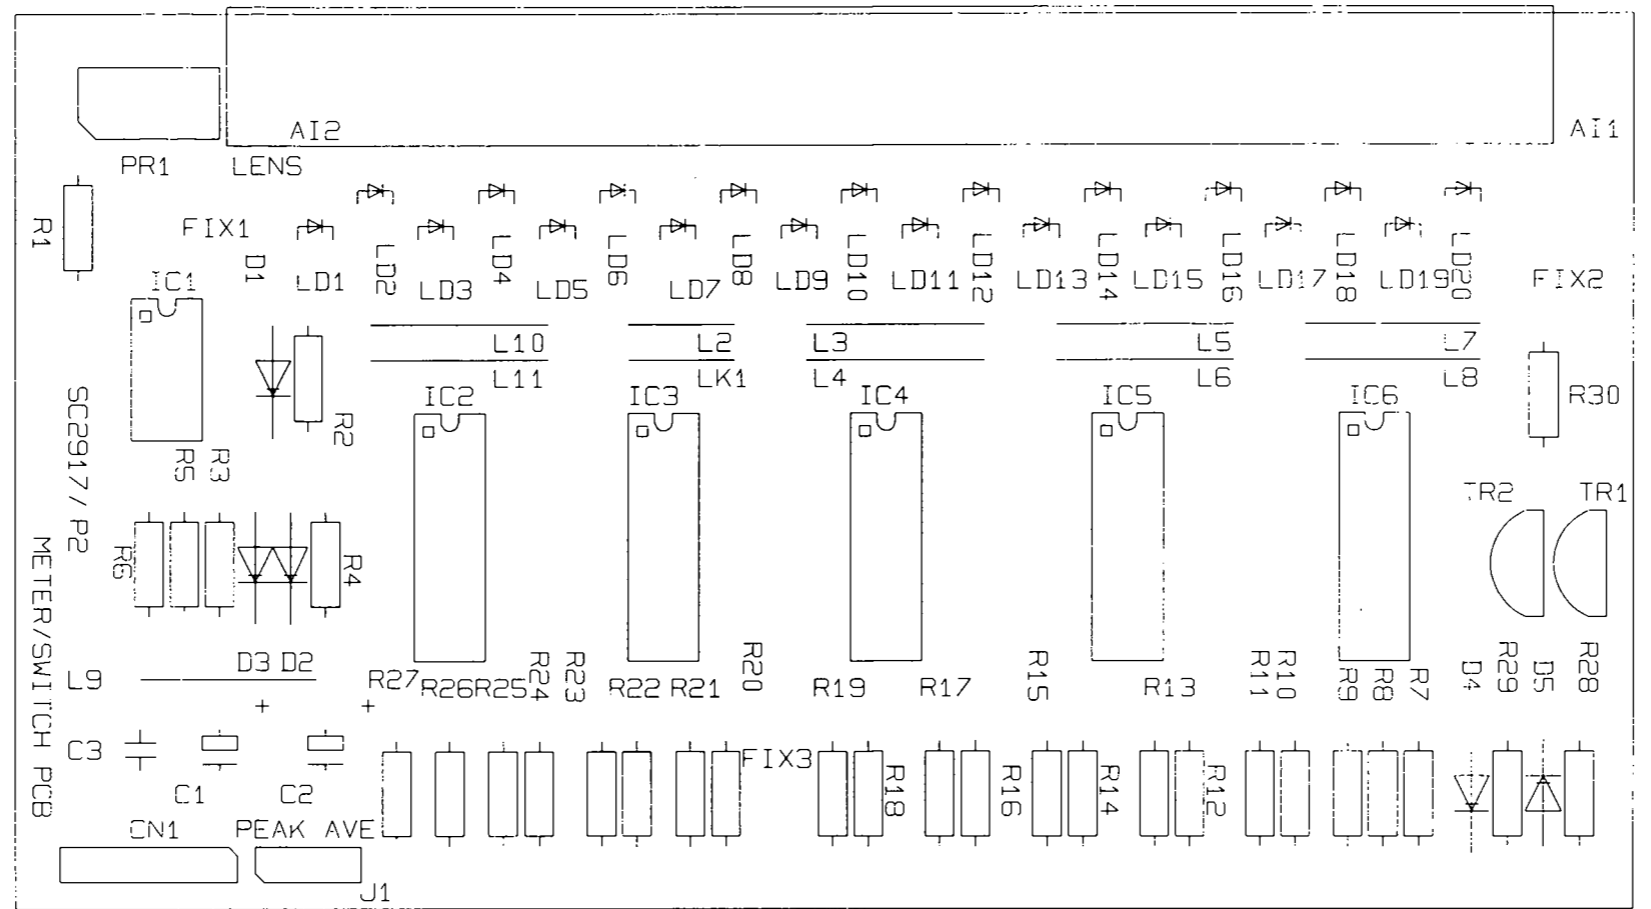 AI2
AI1
PR1
LENS
R1
FIX1
D1
LD1
LD2
LD3
LD4
LD5
LD6
LD7
LD8
LD9
LD10
LD11
LD12
LD13
LD14
LD15
LD16
LD17
LD18
LD19
LD20
FIX2
IC1
L10
L2
L3
L5
L7
L11
LK1
L4
L6
L8
IC2
IC3
IC4
IC5
IC6
R30
R2
SC2917/P2
R5
R3
TR2
TR1
R6
R4
METER/SWITCH PCB
D3
D2
L9
+
+
R27
R26
R25
R24
R23
R22
R21
R20
R19
R17
R15
R13
R11
R10
R9
R8
R7
D4
R29
D5
R28
C3
C1
C2
FIX3
R18
R16
R14
R12
CN1
PEAK AVE
J1